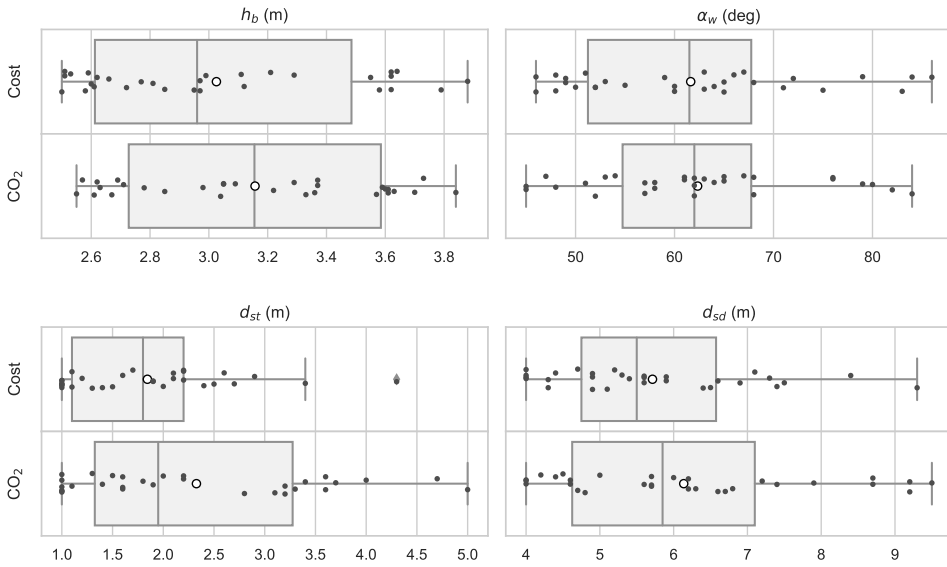 h_b (m)
α_w (deg)
Cost
CO₂
2.6 2.8 3.0 3.2 3.4 3.6 3.8
50 60 70 80
d_st (m)
d_sd (m)
Cost
CO₂
1.0 1.5 2.0 2.5 3.0 3.5 4.0 4.5 5.0
4 5 6 7 8 9